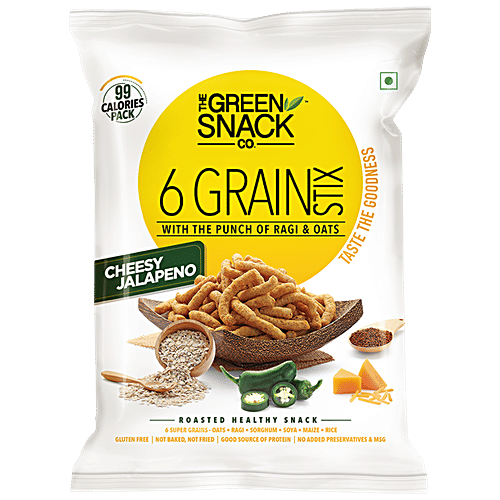 99
CALORIES
PACK
THE
GREEN
SNACK
CO.
™
6 GRAIN STIX
WITH THE PUNCH OF RAGI & OATS
TASTE THE GOODNESS
CHEESY
JALAPENO
ROASTED HEALTHY SNACK
6 SUPER GRAINS - OATS • RAGI • SORGHUM • SOYA • MAIZE • RICE
GLUTEN FREE | NOT BAKED, NOT FRIED | GOOD SOURCE OF PROTEIN | NO ADDED PRESERVATIVES & MSG